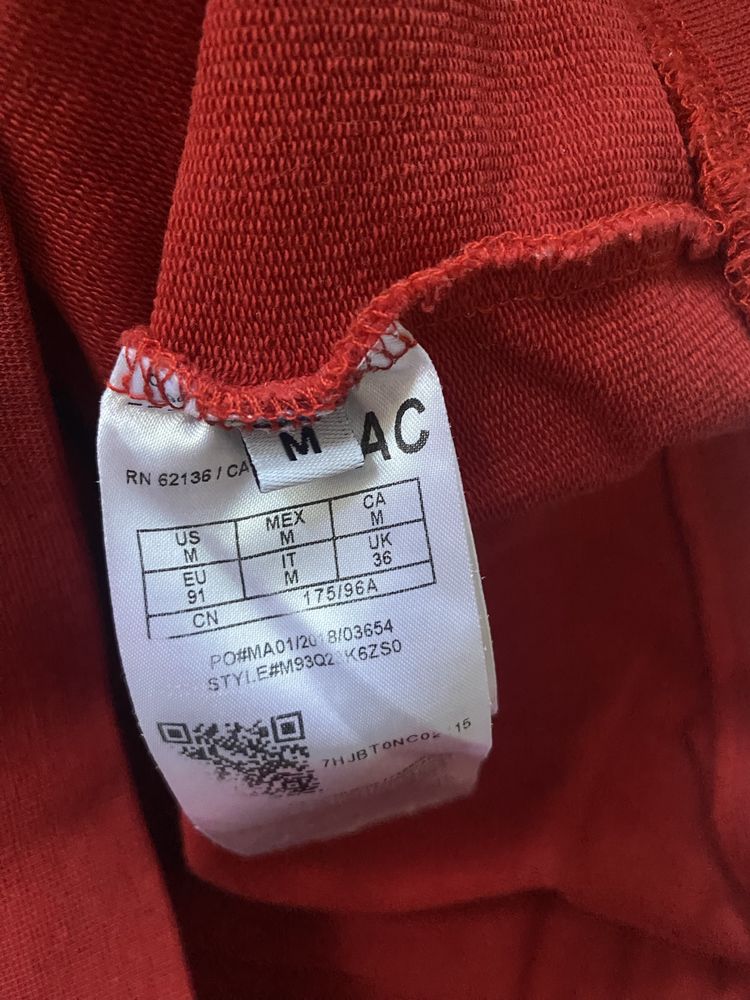 M
AC
RN 62136 / CA
US M MEX M CA M
EU 91 IT M UK 36
CN 175/96A
PO#MA01/2018/03654